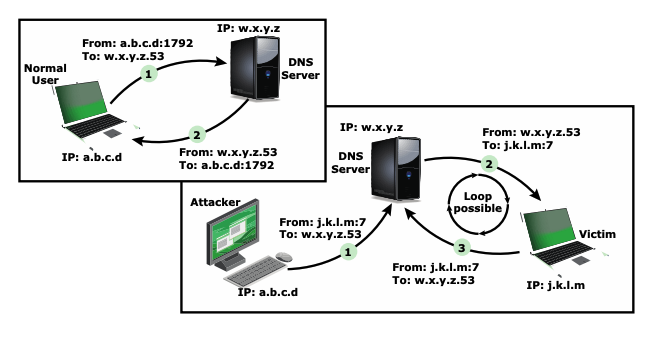 IP: w.x.y.z
From: a.b.c.d:1792
To: w.x.y.z.53
1
Normal
User
DNS
Server
2
From: w.x.y.z.53
To: a.b.c.d:1792
IP: a.b.c.d
IP: w.x.y.z
DNS
Server
From: w.x.y.z.53
To: j.k.l.m:7
2
Loop
possible
Attacker
From: j.k.l.m:7
To: w.x.y.z.53
1
Victim
3
From: j.k.l.m:7
To: w.x.y.z.53
IP: a.b.c.d
IP: j.k.l.m